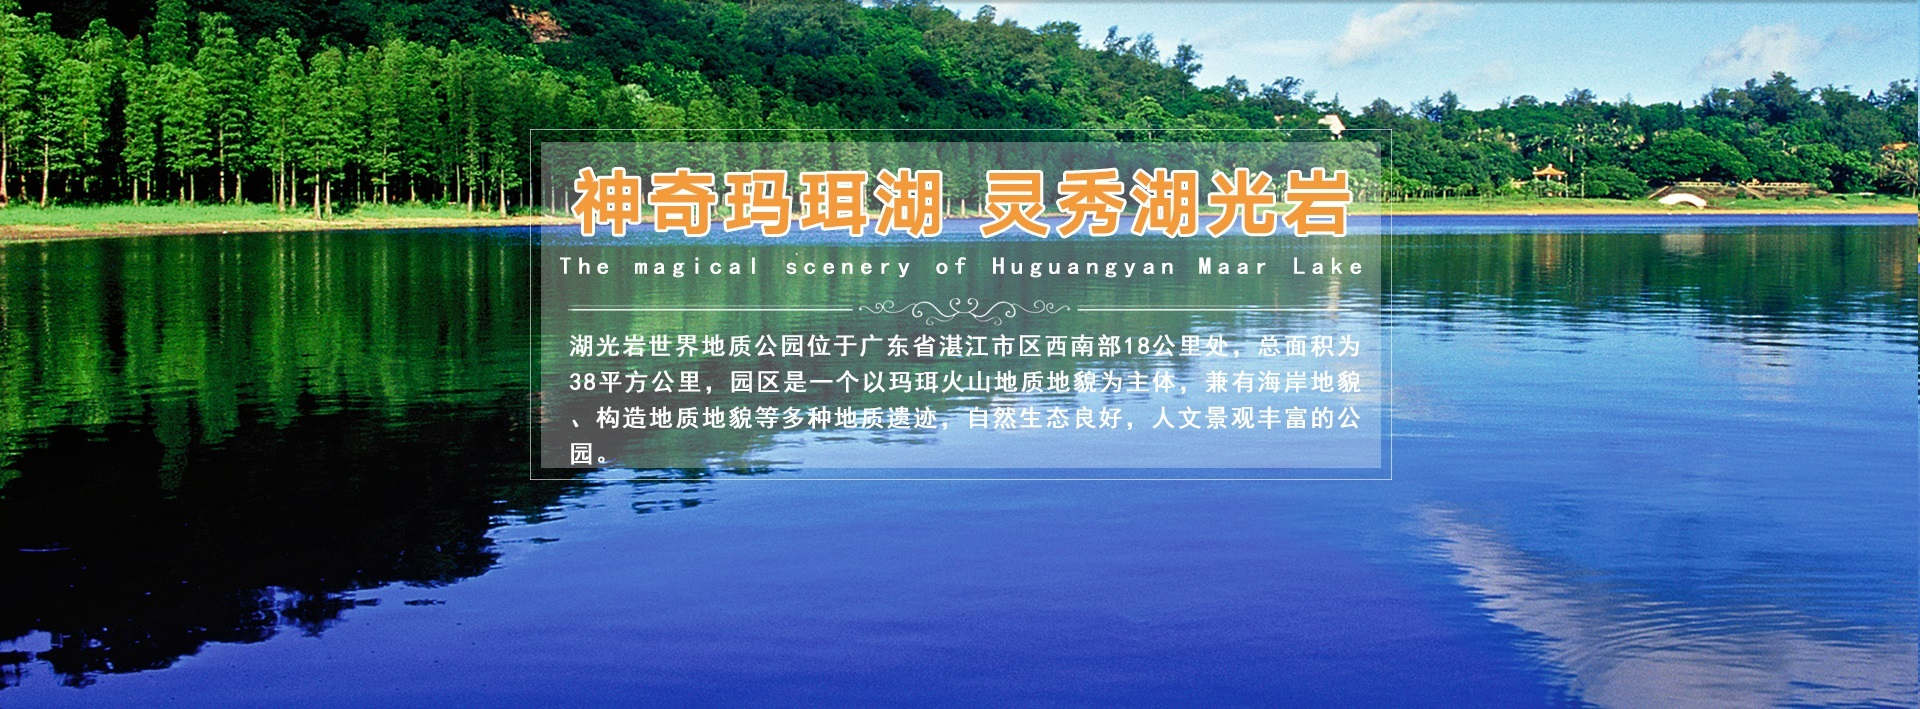 神奇玛珥湖 灵秀湖光岩
The magical scenery of Huguangyan Maar Lake
湖光岩世界地质公园位于广东省湛江市区西南部18公里处，总面积为
38平方公里，园区是一个以玛珥火山地质地貌为主体，兼有海岸地貌
、构造地质地貌等多种地质遗迹，自然生态良好，人文景观丰富的公
园。